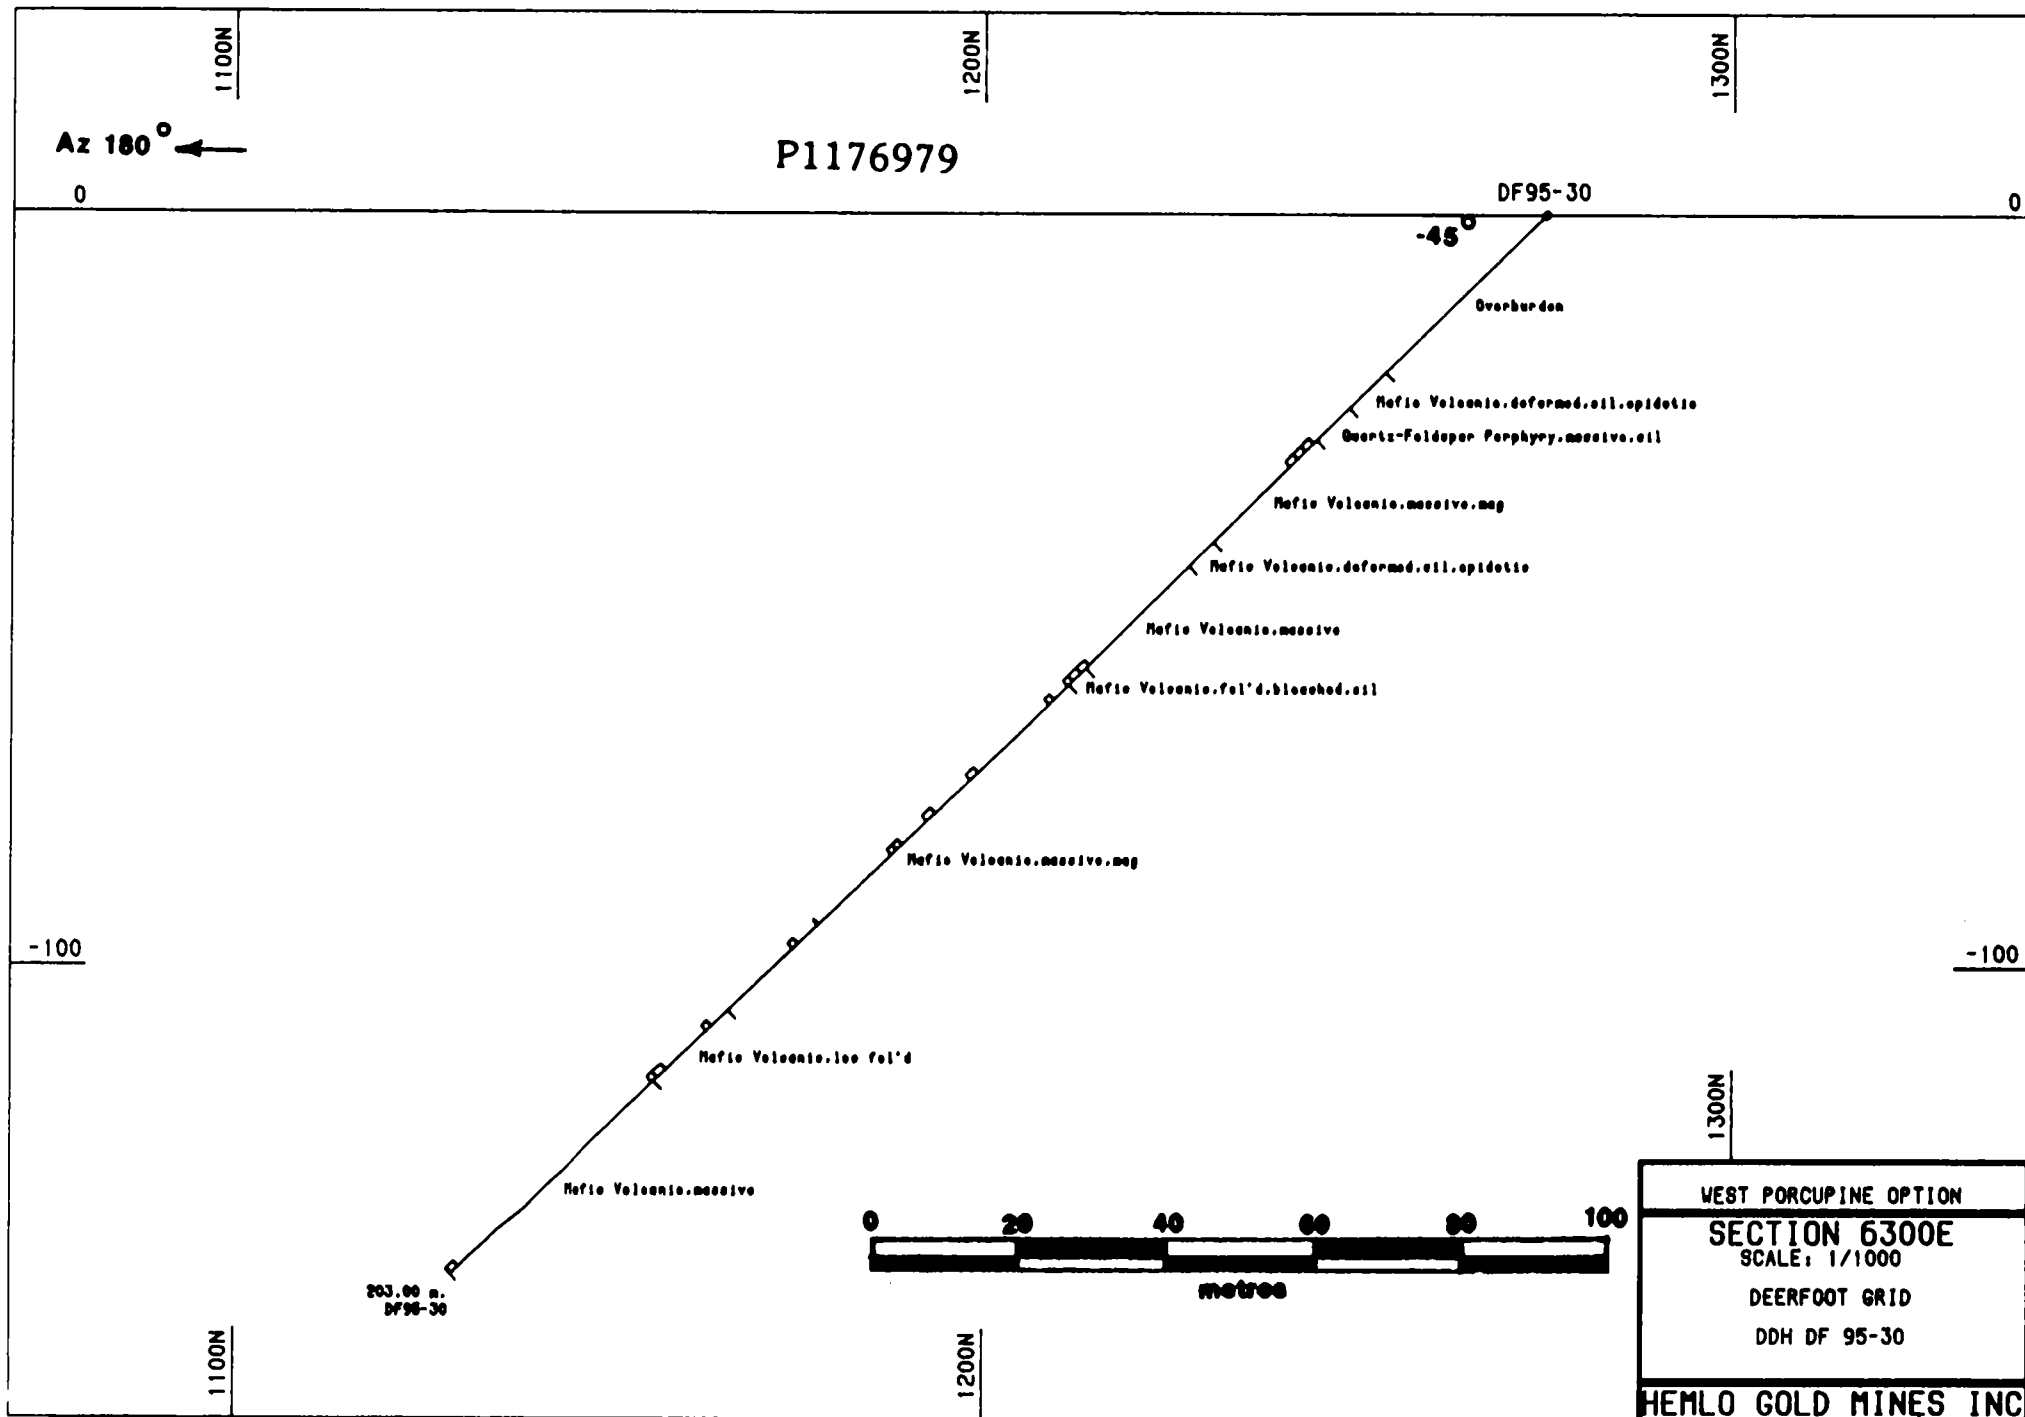 1100N
1200N
1300N
Az 180°
P1176979
0
DF95-30
0
-45°
Overburden
Mafic Volcanic.deformed.sil.epidotic
Quartz-Feldspar Porphyry.massive.sil
Mafic Volcanic.massive.mag
Mafic Volcanic.deformed.sil.epidotic
Mafic Volcanic.massive
Mafic Volcanic.fol'd.bleached.sil
Mafic Volcanic.massive.mag
-100
-100
Mafic Volcanic.loc fol'd
1300N
Mafic Volcanic.massive
0 20 40 60 80 100
metres
203.00 m.
DF95-30
WEST PORCUPINE OPTION
SECTION 6300E
SCALE: 1/1000
DEERFOOT GRID
DDH DF 95-30
HEMLO GOLD MINES INC
1100N
1200N